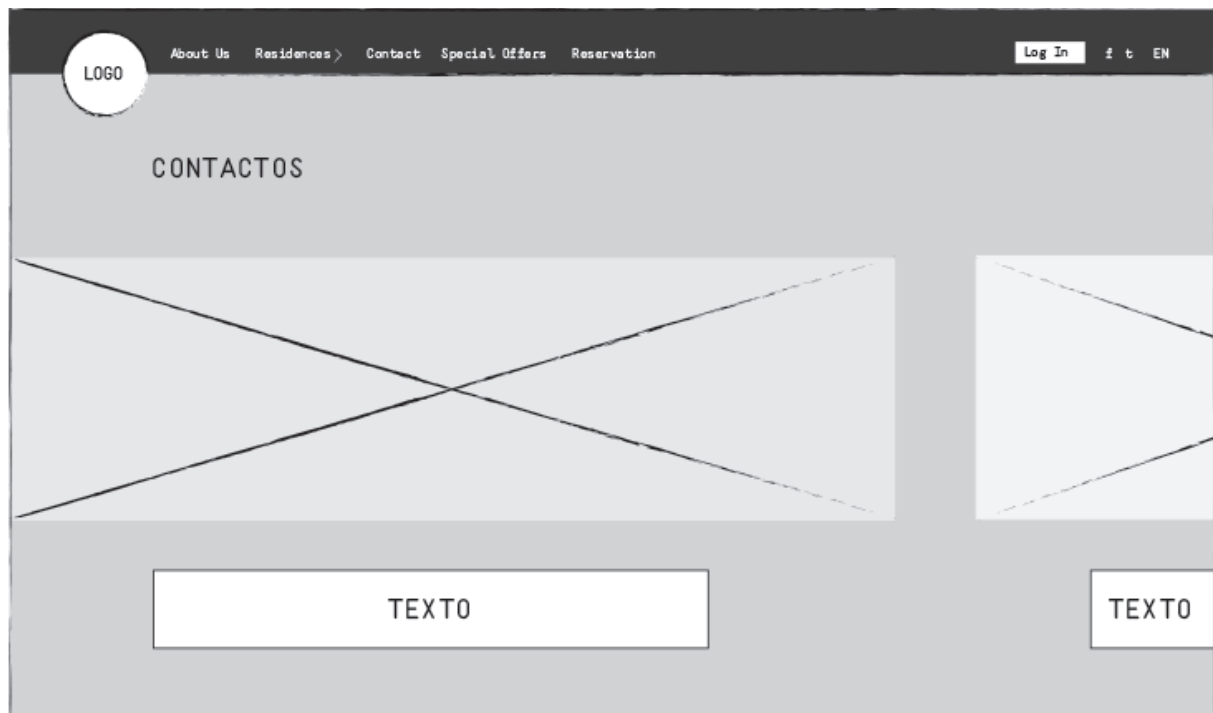 About Us Residences> Contact Special Offers Reservation Log In f t EN
LOGO
CONTACTOS
TEXTO TEXTO